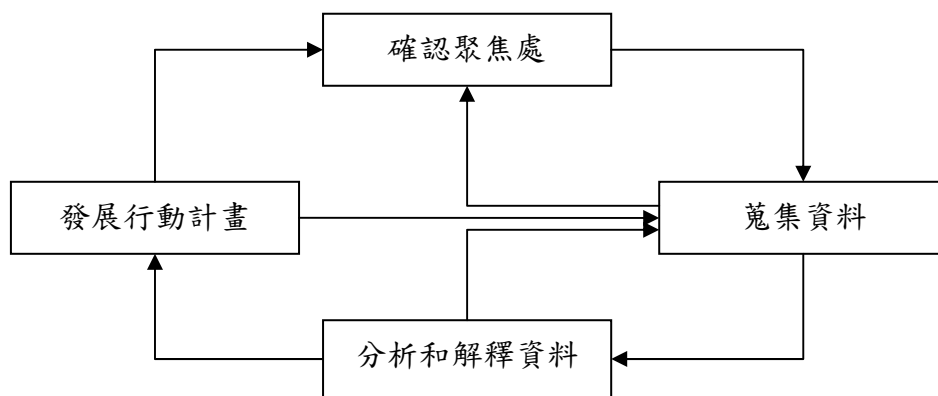 確認聚焦處
發展行動計畫
蒐集資料
分析和解釋資料